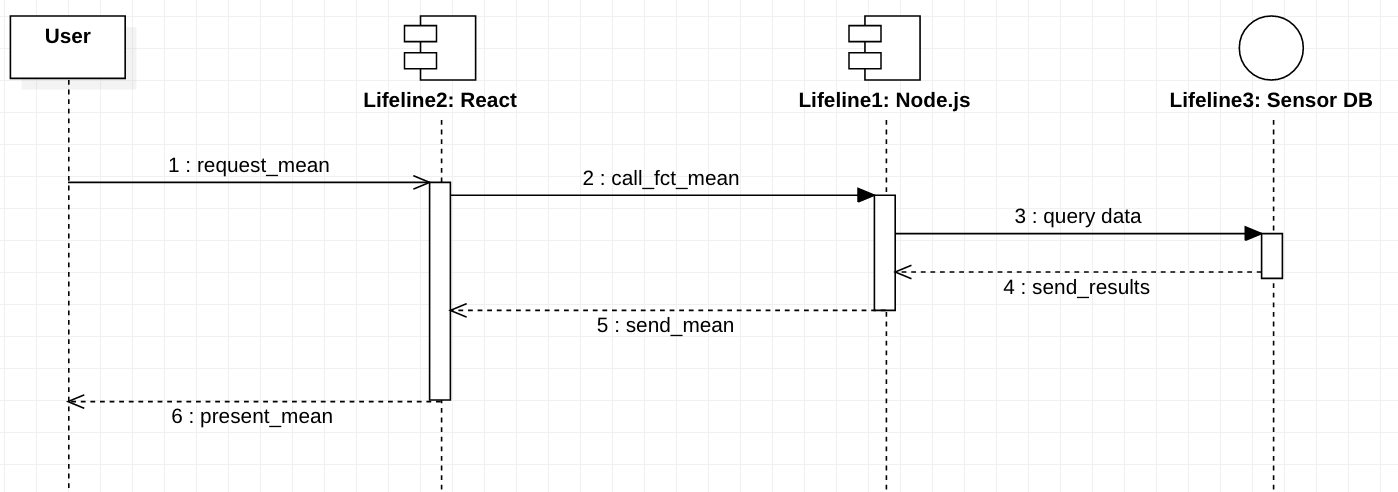 User
Lifeline2: React
Lifeline1: Node.js
Lifeline3: Sensor DB
1 : request_mean
2 : call_fct_mean
3 : query data
4 : send_results
5 : send_mean
6 : present_mean